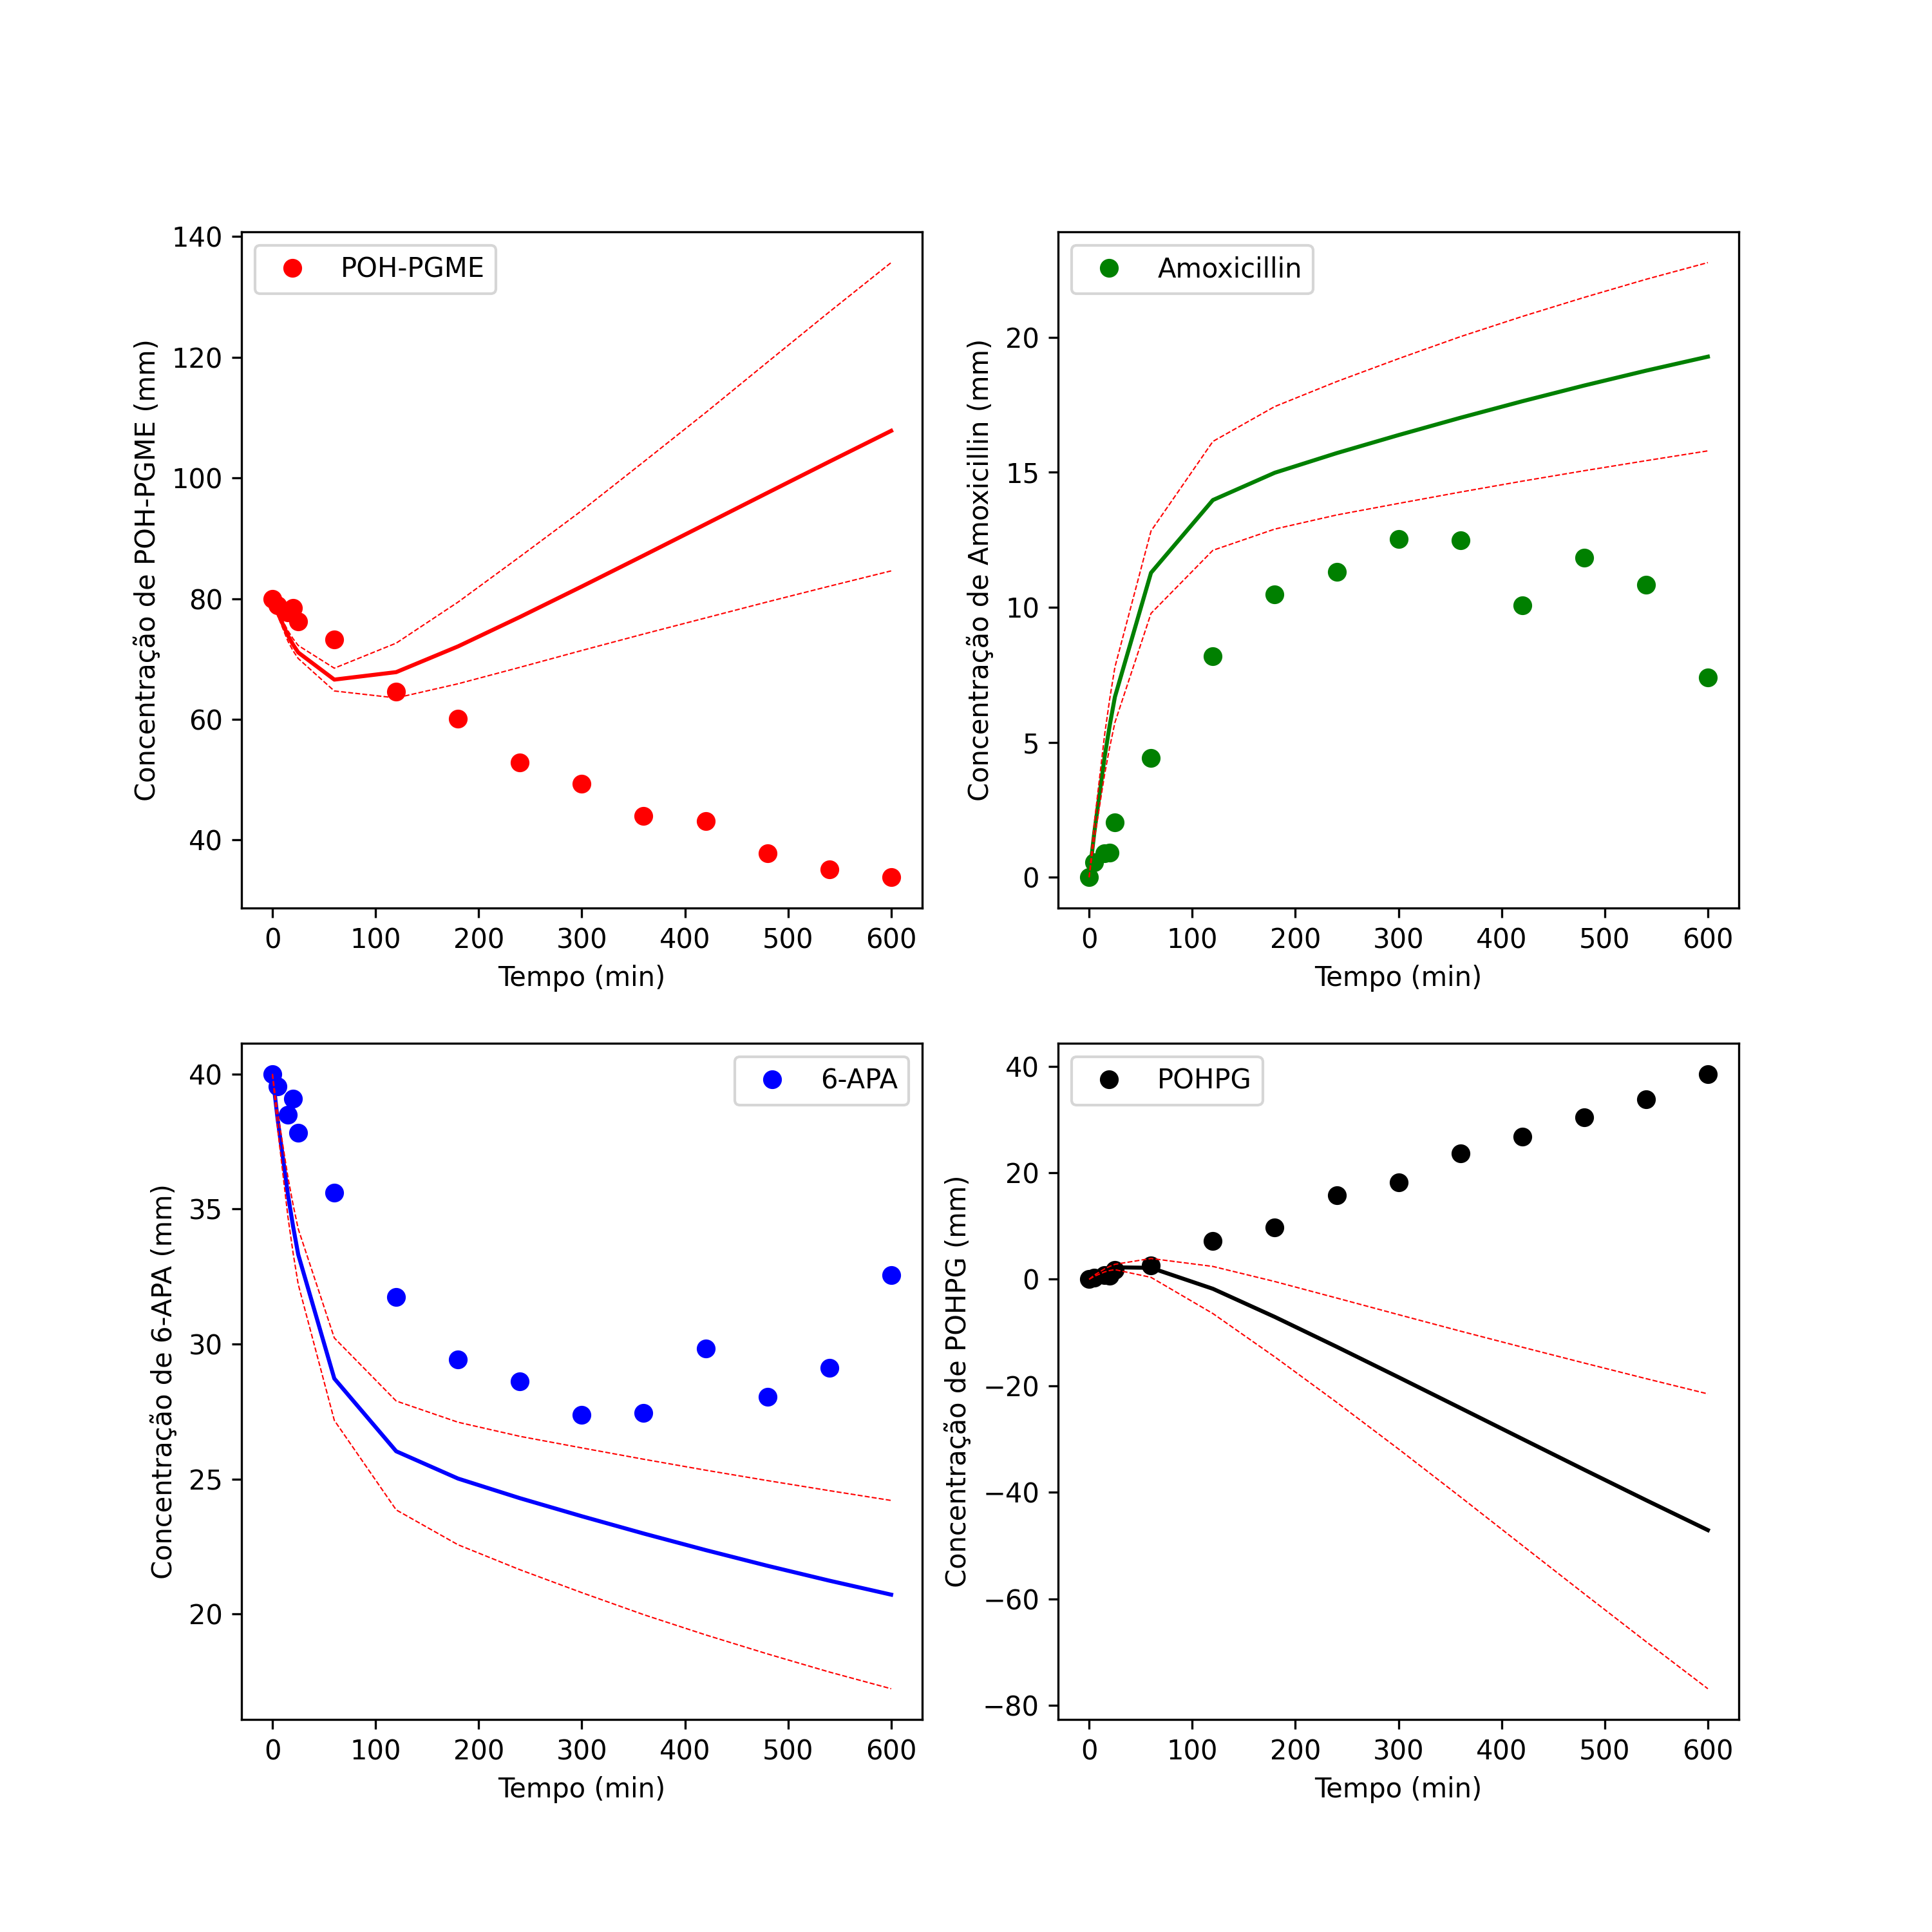 140
120
100
80
60
40
Concentração de POH-PGME (mm)
POH-PGME
0 100 200 300 400 500 600
Tempo (min)
20
15
10
5
0
Concentração de Amoxicillin (mm)
Amoxicillin
0 100 200 300 400 500 600
Tempo (min)
40
35
30
25
20
Concentração de 6-APA (mm)
6-APA
0 100 200 300 400 500 600
Tempo (min)
40
20
0
−20
−40
−60
−80
Concentração de POHPG (mm)
POHPG
0 100 200 300 400 500 600
Tempo (min)